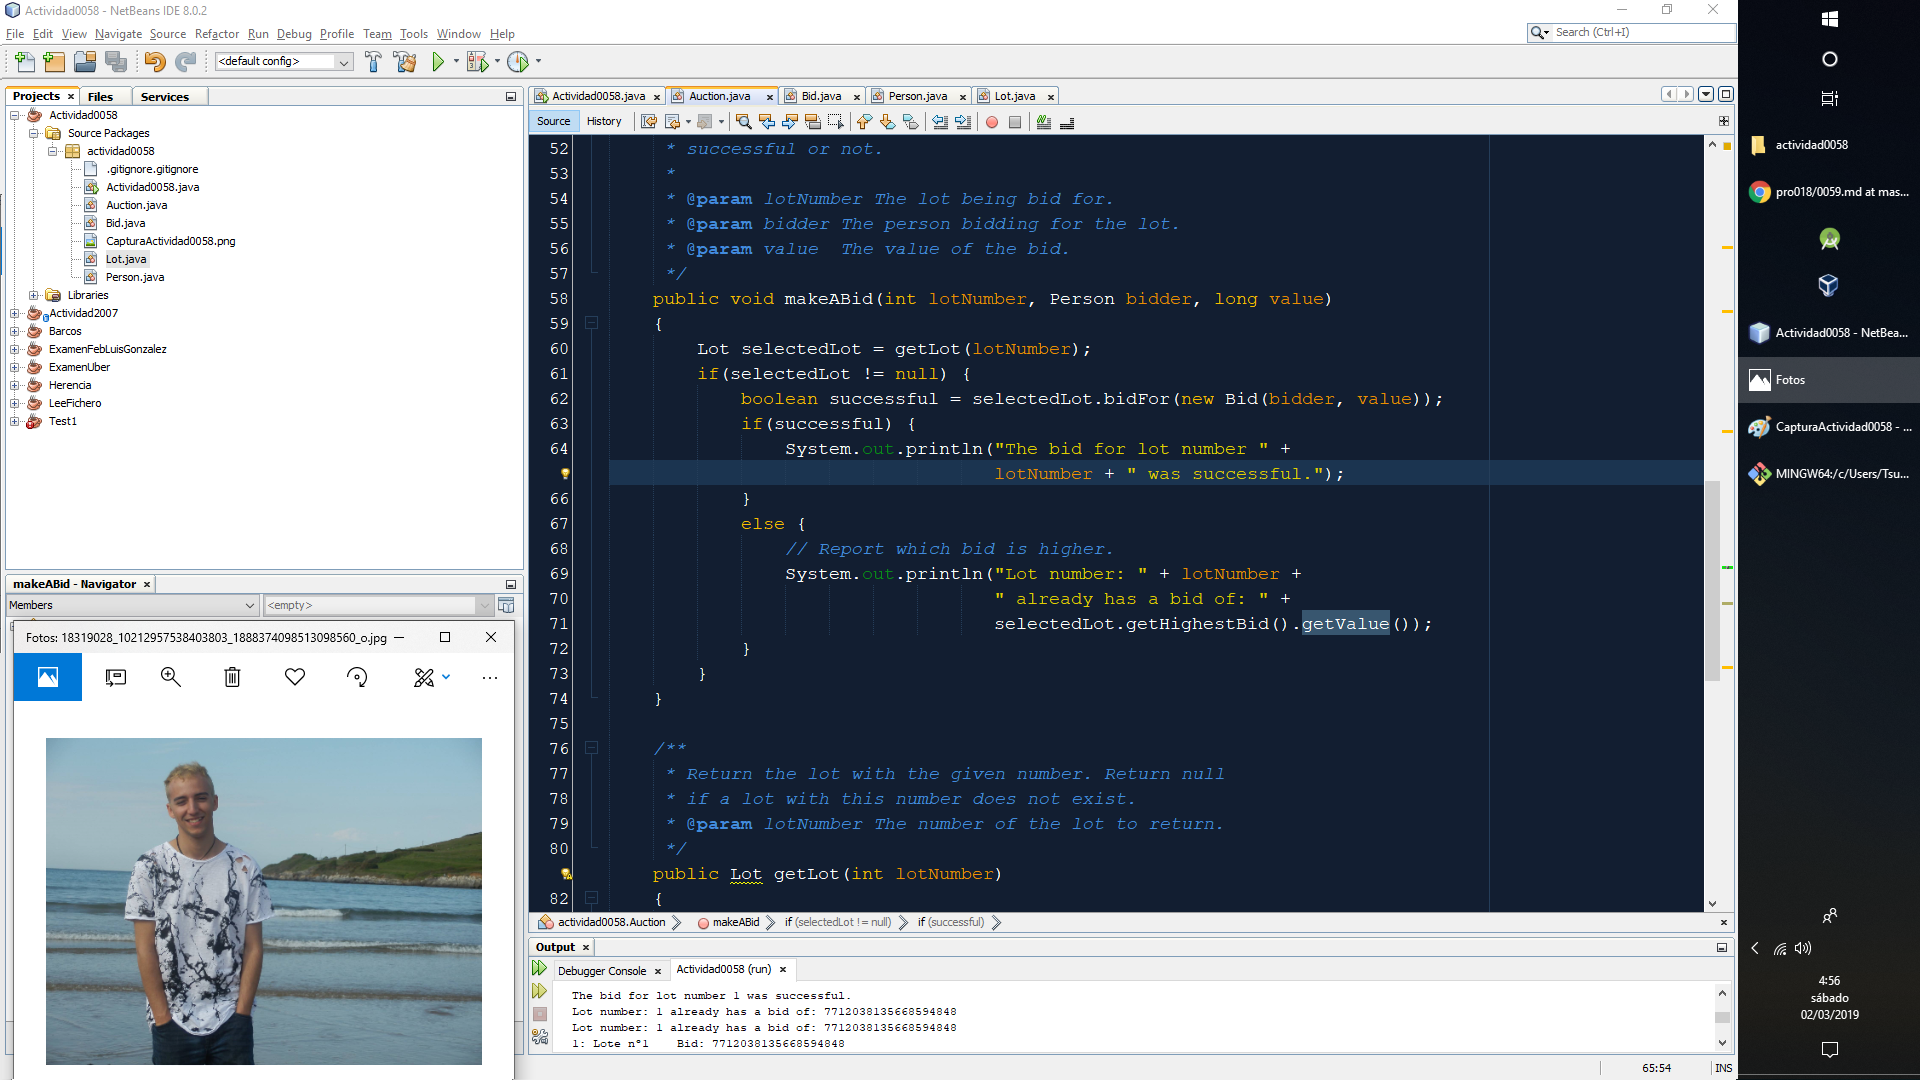 Actividad0058 - NetBeans IDE 8.0.2
File Edit View Navigate Source Refactor Run Debug Profile Team Tools Window Help
Search (Ctrl+I)
<default config>
Projects Files Services
Actividad0058
Source Packages
actividad0058
.gitignore.gitignore
Actividad0058.java
Auction.java
Bid.java
CapturaActividad0058.png
Lot.java
Person.java
Libraries
Actividad2007
Barcos
ExamenFebLuisGonzalez
ExamenUber
Herencia
LeeFichero
Test1
makeABid - Navigator
Members <empty>
Fotos: 18319028_10212957538403803_1888374098513098560_o.jpg
Actividad0058.java Auction.java Bid.java Person.java Lot.java
Source History
52 * successful or not.
53 *
54 * @param lotNumber The lot being bid for.
55 * @param bidder The person bidding for the lot.
56 * @param value  The value of the bid.
57 */
58 public void makeABid(int lotNumber, Person bidder, long value)
59 {
60 Lot selectedLot = getLot(lotNumber);
61 if(selectedLot != null) {
62 boolean successful = selectedLot.bidFor(new Bid(bidder, value));
63 if(successful) {
64 System.out.println("The bid for lot number " +
lotNumber + " was successful.");
66 }
67 else {
68 // Report which bid is higher.
69 System.out.println("Lot number: " + lotNumber +
70 " already has a bid of: " +
71 selectedLot.getHighestBid().getValue());
72 }
73 }
74 }
75
76 /**
77 * Return the lot with the given number. Return null
78 * if a lot with this number does not exist.
79 * @param lotNumber The number of the lot to return.
80 */
public Lot getLot(int lotNumber)
82 {
actividad0058.Auction makeABid if (selectedLot != null) if (successful)
Output
Debugger Console Actividad0058 (run)
The bid for lot number 1 was successful.
Lot number: 1 already has a bid of: 7712038135668594848
Lot number: 1 already has a bid of: 7712038135668594848
1: Lote nº1    Bid: 7712038135668594848
65:54 INS
actividad0058
pro018/0059.md at mas...
Actividad0058 - NetBea...
Fotos
CapturaActividad0058 - ...
MINGW64:/c/Users/Tsu...
4:56
sábado
02/03/2019